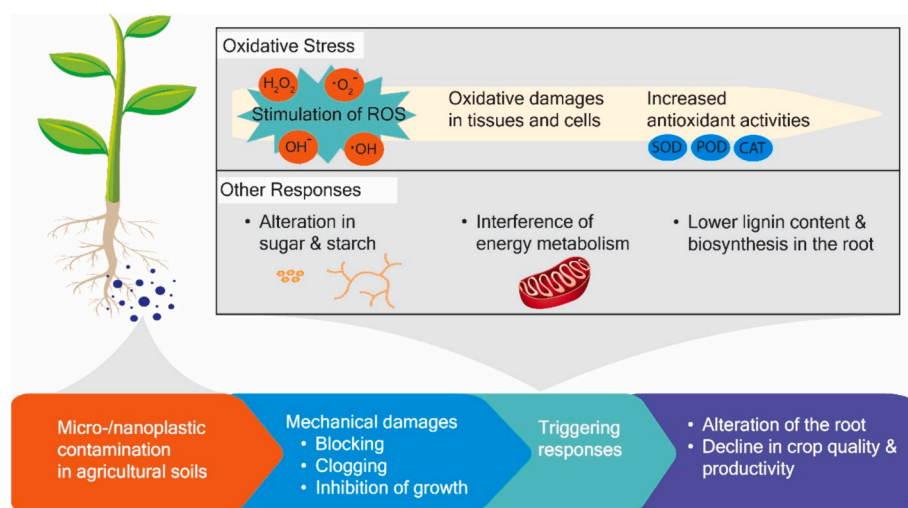 Oxidative Stress
H₂O₂
·O₂⁻
Stimulation of ROS
OH⁻
·OH
Oxidative damages
in tissues and cells
Increased
antioxidant activities
SOD POD CAT
Other Responses
• Alteration in
sugar & starch
• Interference of
energy metabolism
• Lower lignin content &
biosynthesis in the root
Micro-/nanoplastic
contamination
in agricultural soils
Mechanical damages
• Blocking
• Clogging
• Inhibition of growth
Triggering
responses
• Alteration of the root
• Decline in crop quality &
productivity